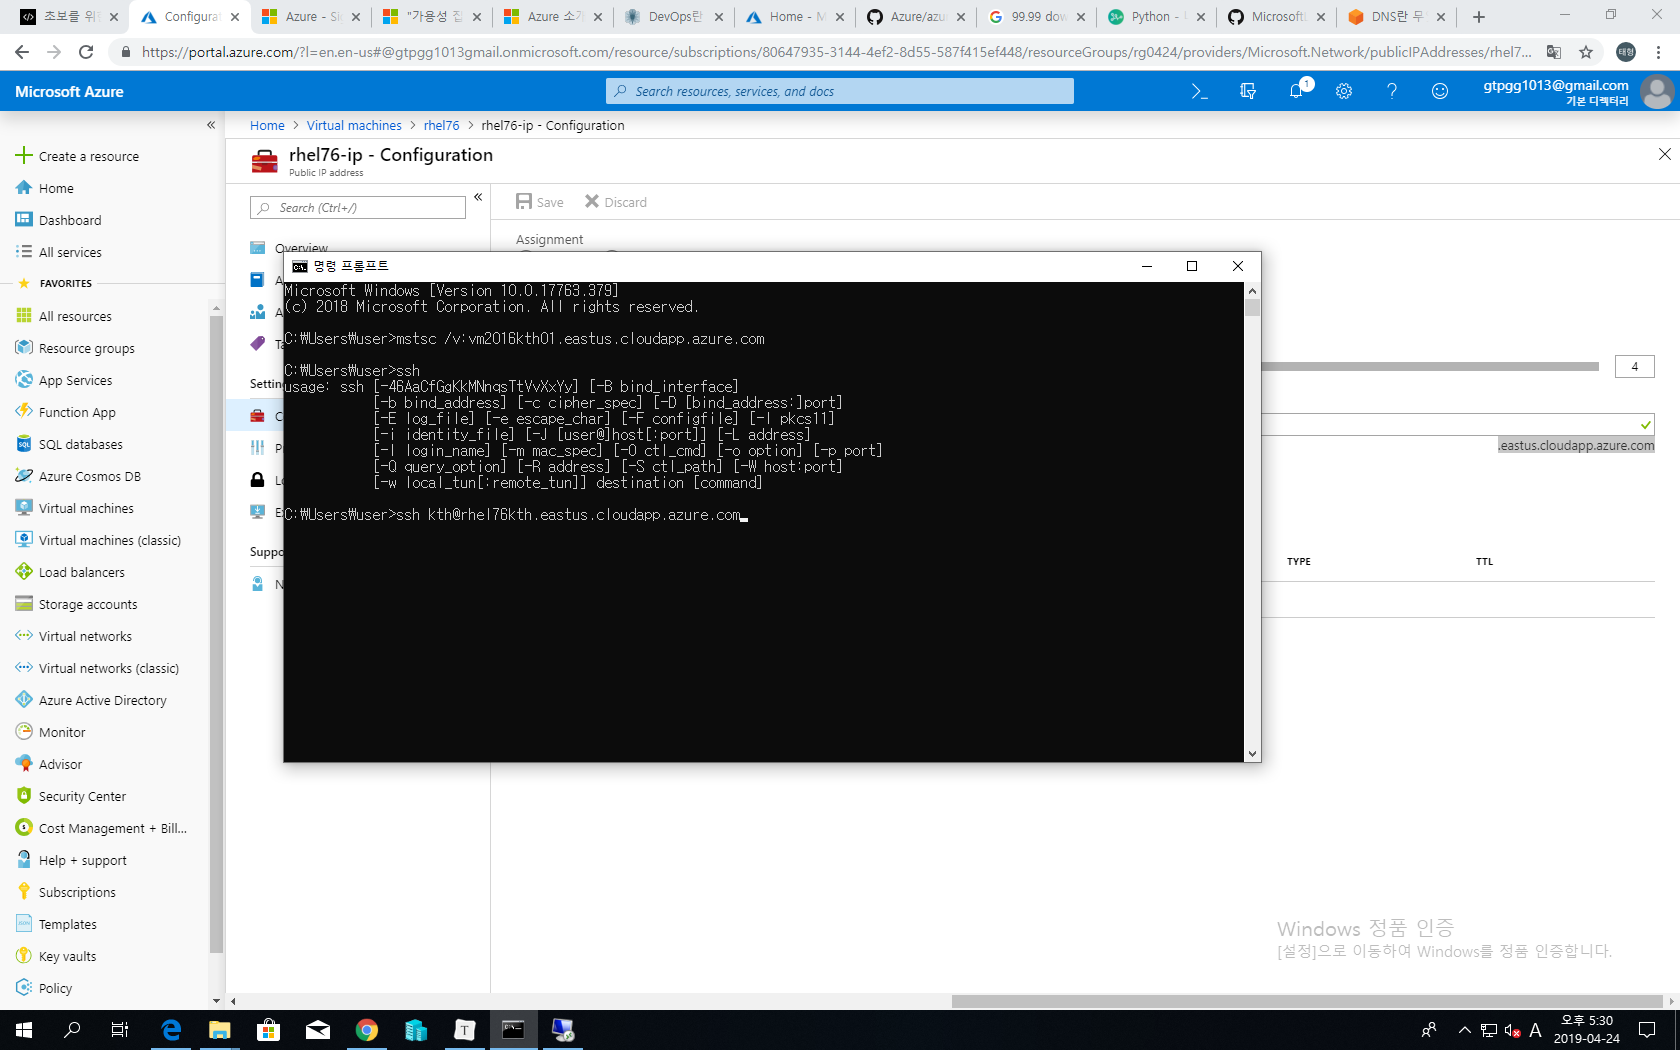 초보를 위
Configurat
Azure - Si
"가용성 집
Azure 소개
DevOps란
Home - M
Azure/azu
99.99 dow
Python -
Microsoft
DNS란 무
https://portal.azure.com/?l=en.en-us#@gtpgg1013gmail.onmicrosoft.com/resource/subscriptions/80647935-3144-4ef2-8d55-587f415ef448/resourceGroups/rg0424/providers/Microsoft.Network/publicIPAddresses/rhel7...
태형
Microsoft Azure
Search resources, services, and docs
1
gtpgg1013@gmail.com
기본 디렉터리
Home > Virtual machines > rhel76 > rhel76-ip - Configuration
rhel76-ip - Configuration
Public IP address
Search (Ctrl+/)
Save
Discard
Assignment
Create a resource
Home
Dashboard
All services
FAVORITES
All resources
Resource groups
App Services
Function App
SQL databases
Azure Cosmos DB
Virtual machines
Virtual machines (classic)
Load balancers
Storage accounts
Virtual networks
Virtual networks (classic)
Azure Active Directory
Monitor
Advisor
Security Center
Cost Management + Bill...
Help + support
Subscriptions
Templates
Key vaults
Policy
Overview
A
A
Ta
Settin
C
P
Lo
E
Suppo
N
명령 프롬프트
Microsoft Windows [Version 10.0.17763.379]
(c) 2018 Microsoft Corporation. All rights reserved.
C:₩Users₩user>mstsc /v:vm2016kth01.eastus.cloudapp.azure.com
C:₩Users₩user>ssh
usage: ssh [-46AaCfGgKkMNnqsTtVvXxYy] [-B bind_interface]
[-b bind_address] [-c cipher_spec] [-D [bind_address:]port]
[-E log_file] [-e escape_char] [-F configfile] [-I pkcs11]
[-i identity_file] [-J [user@]host[:port]] [-L address]
[-l login_name] [-m mac_spec] [-O ctl_cmd] [-o option] [-p port]
[-Q query_option] [-R address] [-S ctl_path] [-W host:port]
[-w local_tun[:remote_tun]] destination [command]
C:₩Users₩user>ssh kth@rhel76kth.eastus.cloudapp.azure.com
4
.eastus.cloudapp.azure.com
TYPE
TTL
Windows 정품 인증
[설정]으로 이동하여 Windows를 정품 인증합니다.
A
오후 5:30
2019-04-24